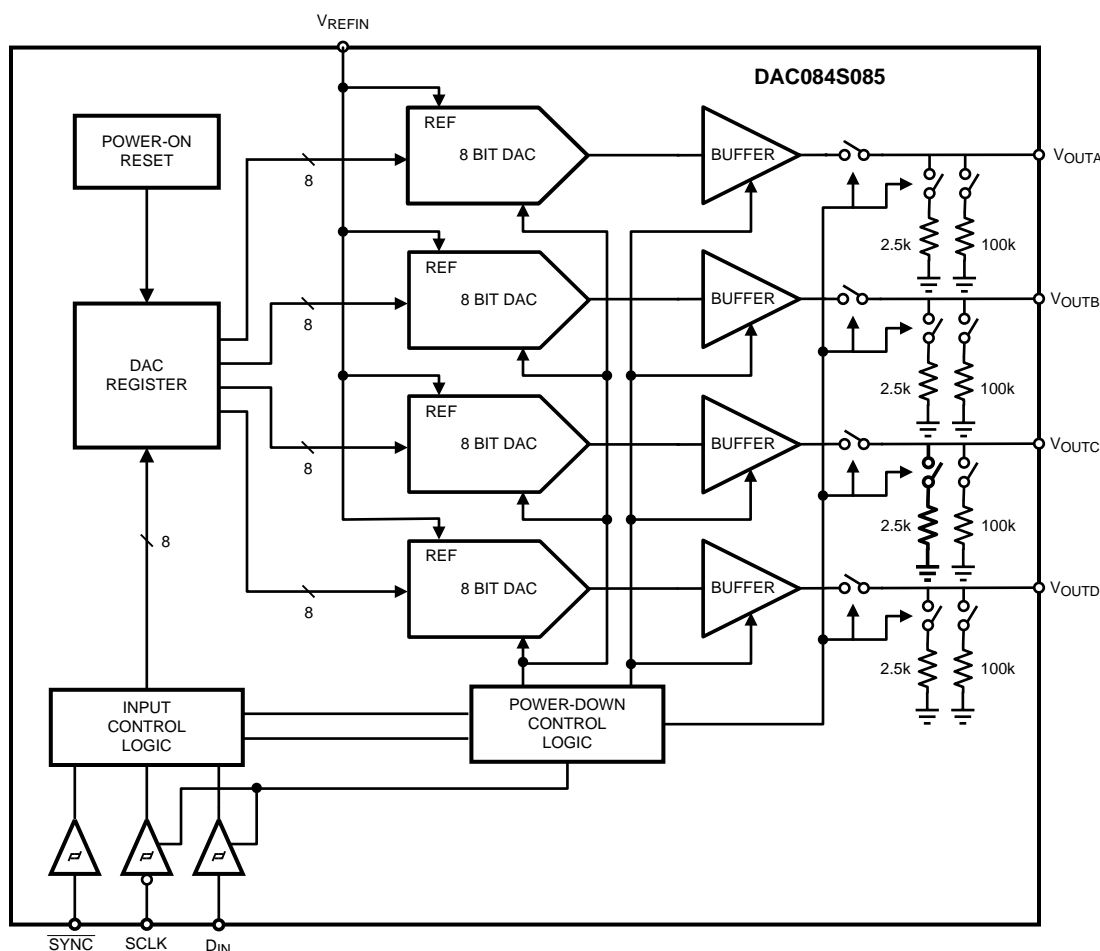 VREFIN
DAC084S085
POWER-ON
RESET
8
REF
8 BIT DAC
BUFFER
VOUTA
2.5k
100k
DAC
REGISTER
8
REF
8 BIT DAC
BUFFER
VOUTB
2.5k
100k
8
REF
8 BIT DAC
BUFFER
VOUTC
2.5k
100k
8
8
REF
8 BIT DAC
BUFFER
VOUTD
2.5k
100k
INPUT
CONTROL
LOGIC
POWER-DOWN
CONTROL
LOGIC
SYNC
SCLK
DIN